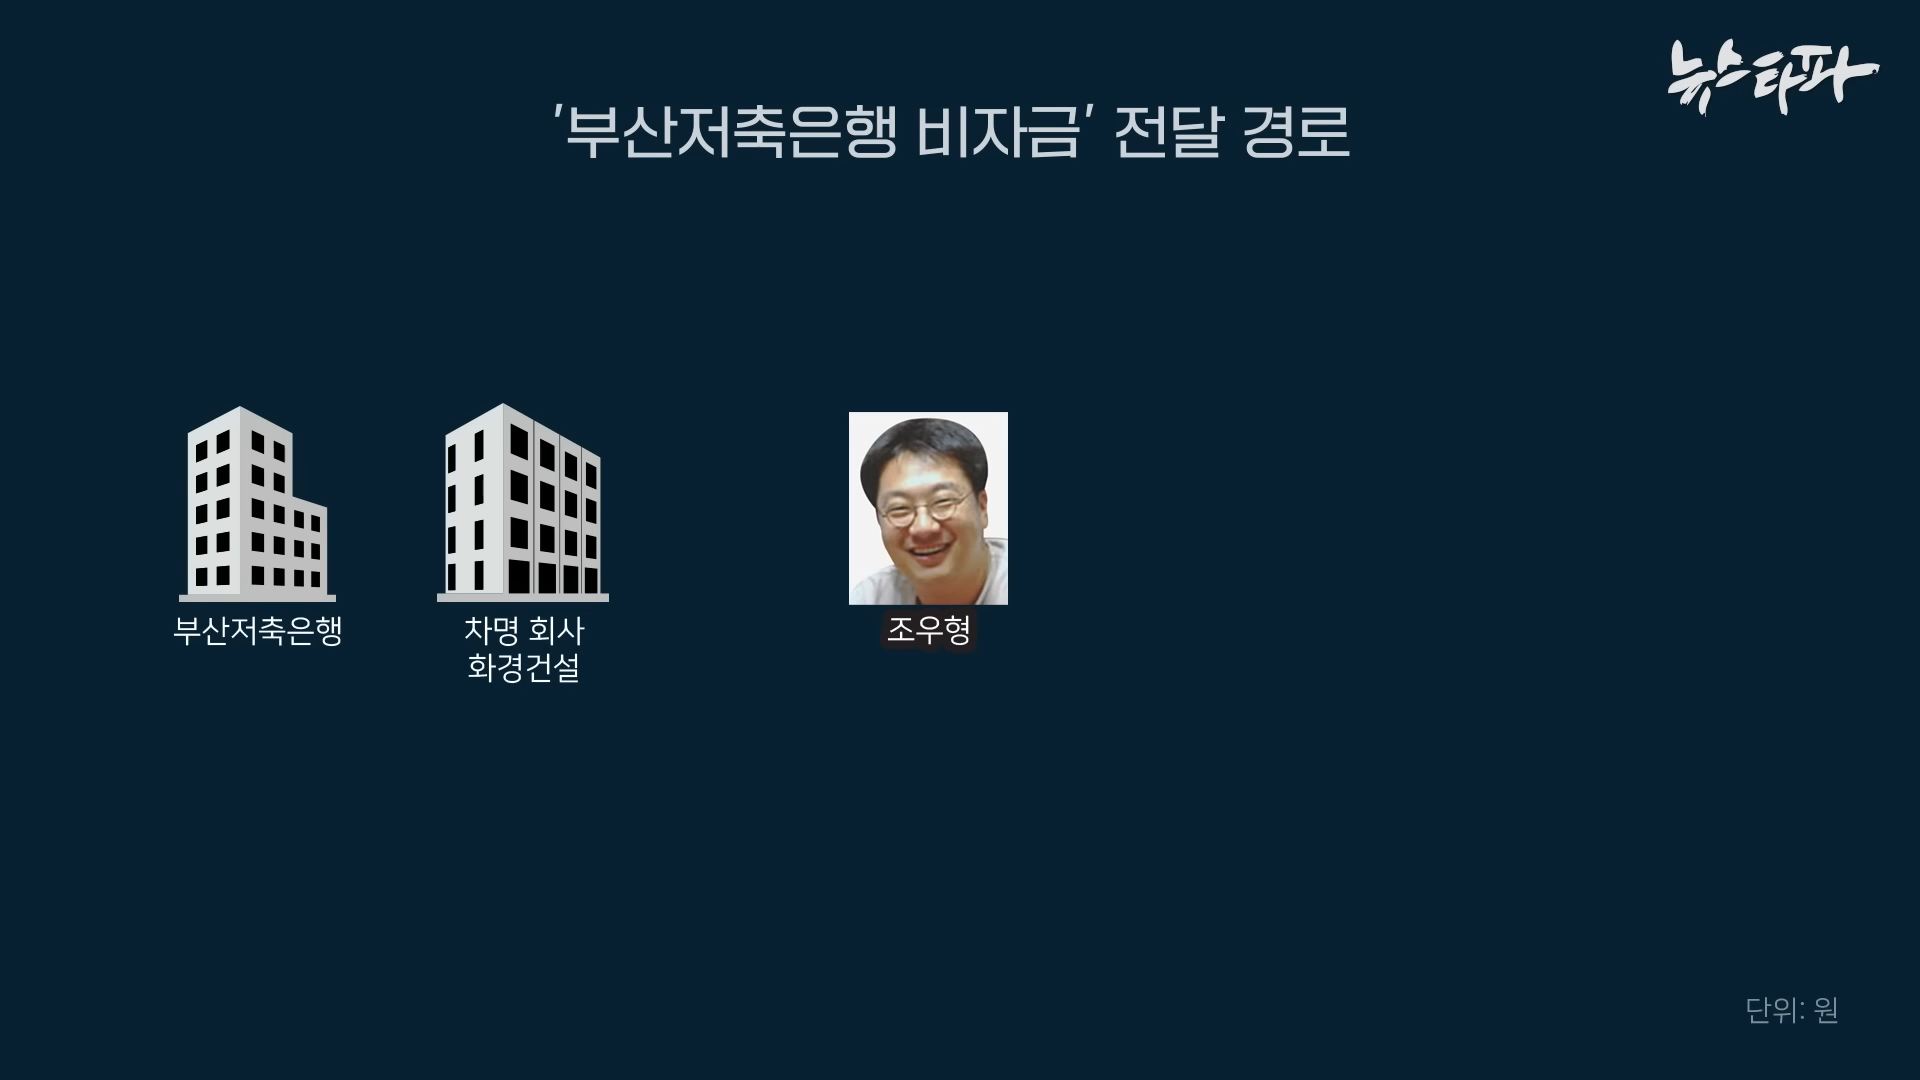 뉴스타파
'부산저축은행 비자금' 전달 경로
부산저축은행
차명 회사
화경건설
조우형
단위: 원